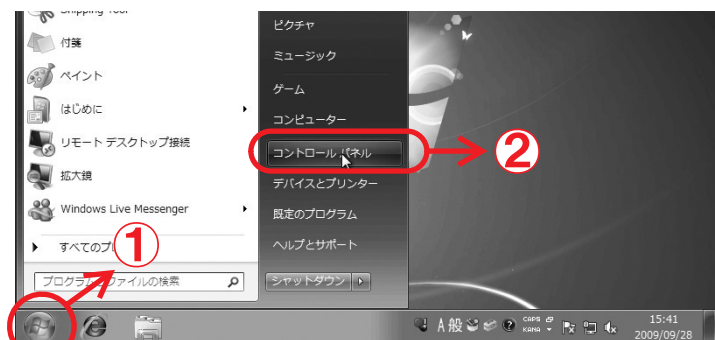 Snipping Tool
付箋
ペイント
はじめに
リモート デスクトップ接続
拡大鏡
Windows Live Messenger
すべてのプ
プログラムとファイルの検索
ピクチャ
ミュージック
ゲーム
コンピューター
コントロール パネル
デバイスとプリンター
既定のプログラム
ヘルプとサポート
シャットダウン
①
②
A 般
CAPS
KANA
15:41
2009/09/28